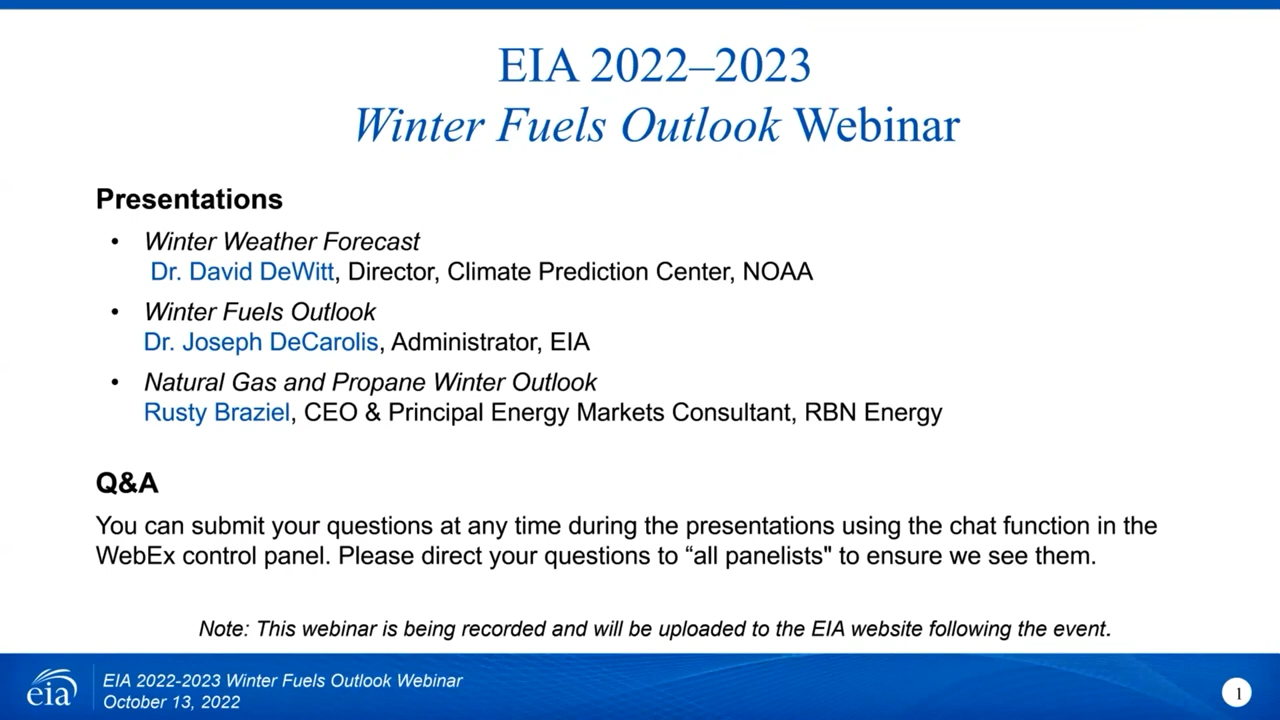 EIA 2022–2023
Winter Fuels Outlook Webinar
Presentations
• Winter Weather Forecast
Dr. David DeWitt, Director, Climate Prediction Center, NOAA
• Winter Fuels Outlook
Dr. Joseph DeCarolis, Administrator, EIA
• Natural Gas and Propane Winter Outlook
Rusty Braziel, CEO & Principal Energy Markets Consultant, RBN Energy
Q&A
You can submit your questions at any time during the presentations using the chat function in the
WebEx control panel. Please direct your questions to “all panelists" to ensure we see them.
Note: This webinar is being recorded and will be uploaded to the EIA website following the event.
eia
EIA 2022-2023 Winter Fuels Outlook Webinar
October 13, 2022
1